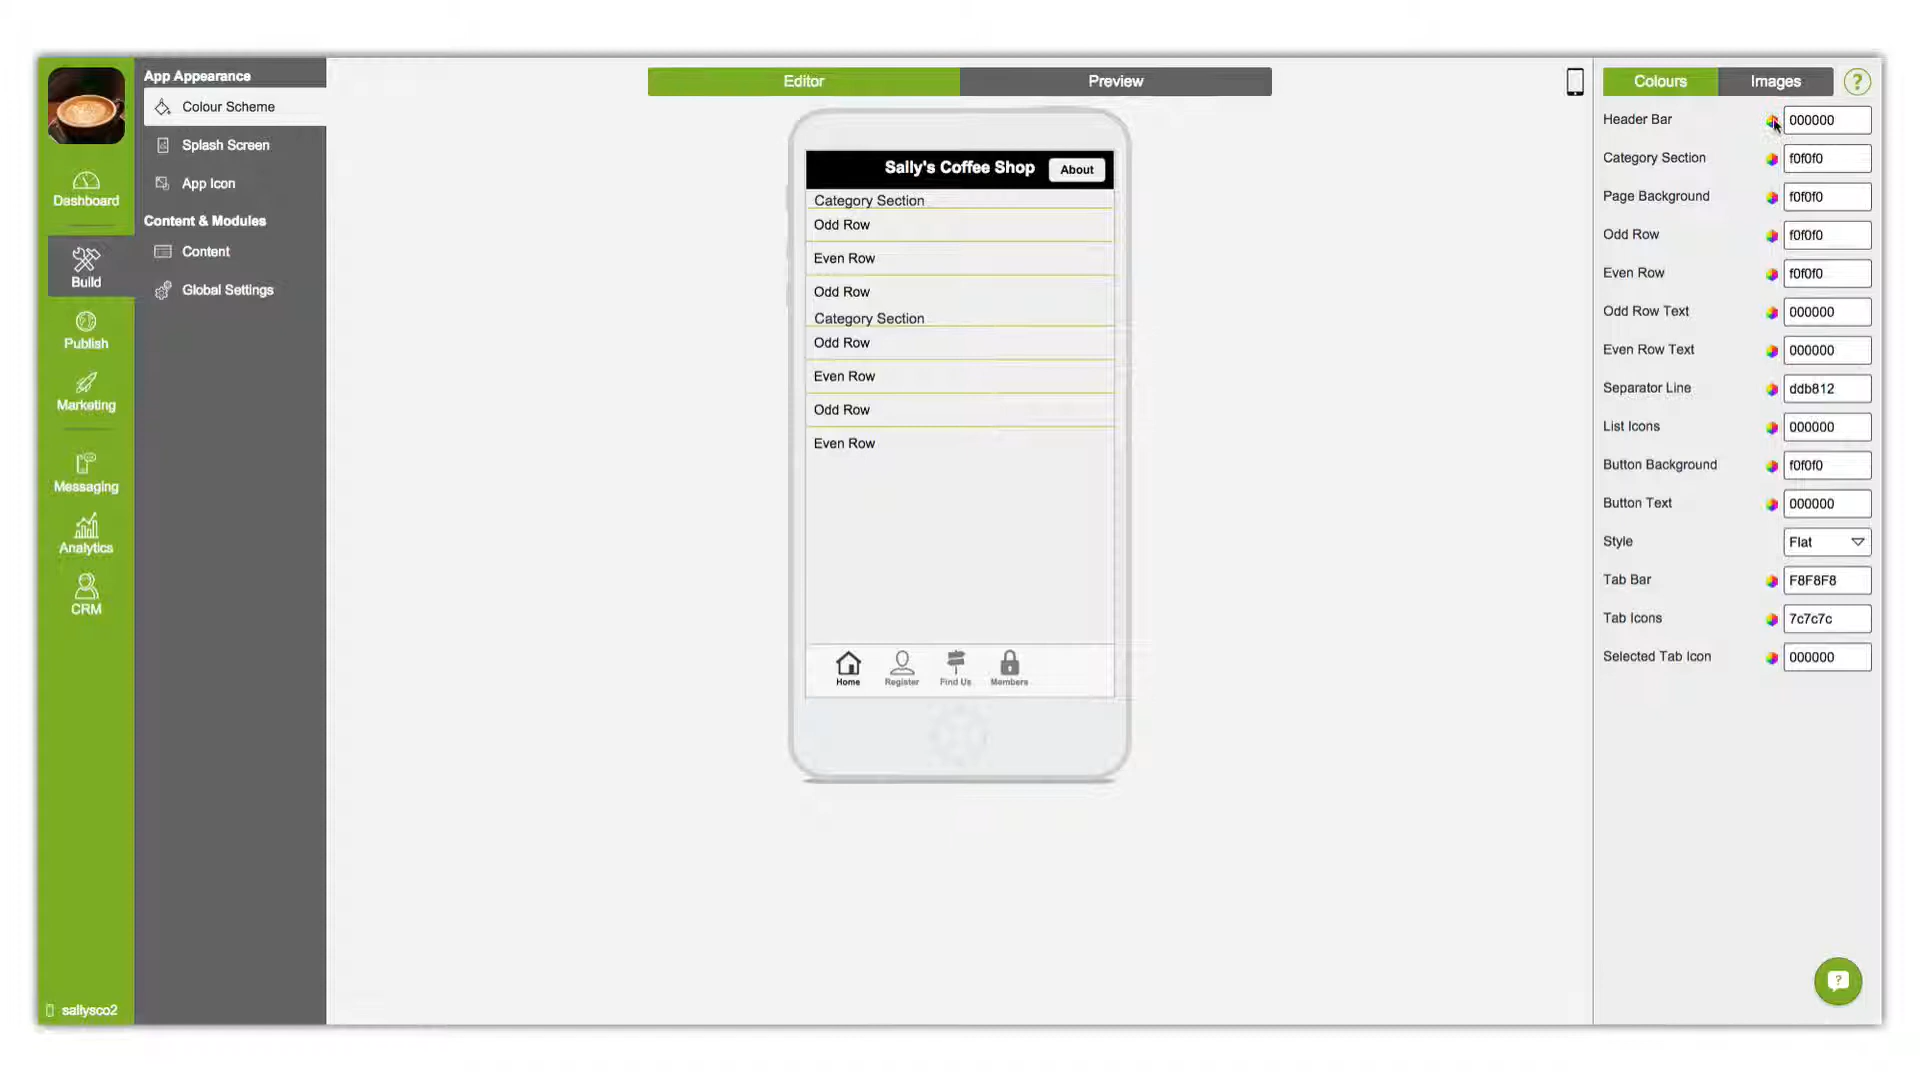 App Appearance
Colour Scheme
Splash Screen
App Icon
Content & Modules
Content
Global Settings
Dashboard
Build
Publish
Marketing
Messaging
Analytics
CRM
sallysco2
Editor
Preview
Sally's Coffee Shop
About
Category Section
Odd Row
Even Row
Odd Row
Category Section
Odd Row
Even Row
Odd Row
Even Row
Home
Register
Find Us
Members
Colours
Images
?
Header Bar 000000
Category Section f0f0f0
Page Background f0f0f0
Odd Row f0f0f0
Even Row f0f0f0
Odd Row Text 000000
Even Row Text 000000
Separator Line ddb812
List Icons 000000
Button Background f0f0f0
Button Text 000000
Style Flat
Tab Bar F8F8F8
Tab Icons 7c7c7c
Selected Tab Icon 000000
?